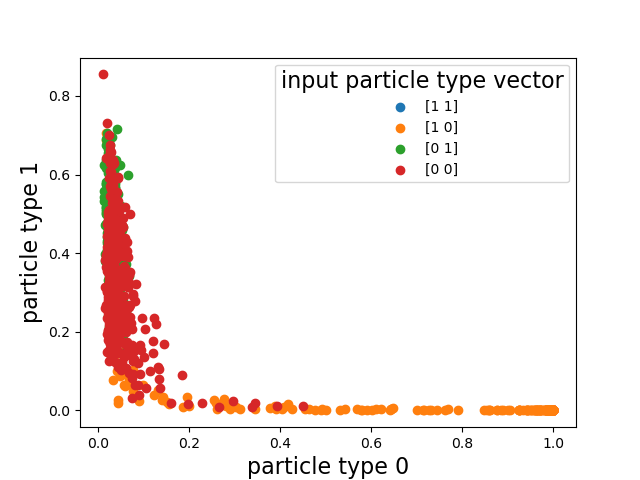 input particle type vector
[1 1]
[1 0]
[0 1]
[0 0]
particle type 1
0.8
0.6
0.4
0.2
0.0
0.0 0.2 0.4 0.6 0.8 1.0
particle type 0